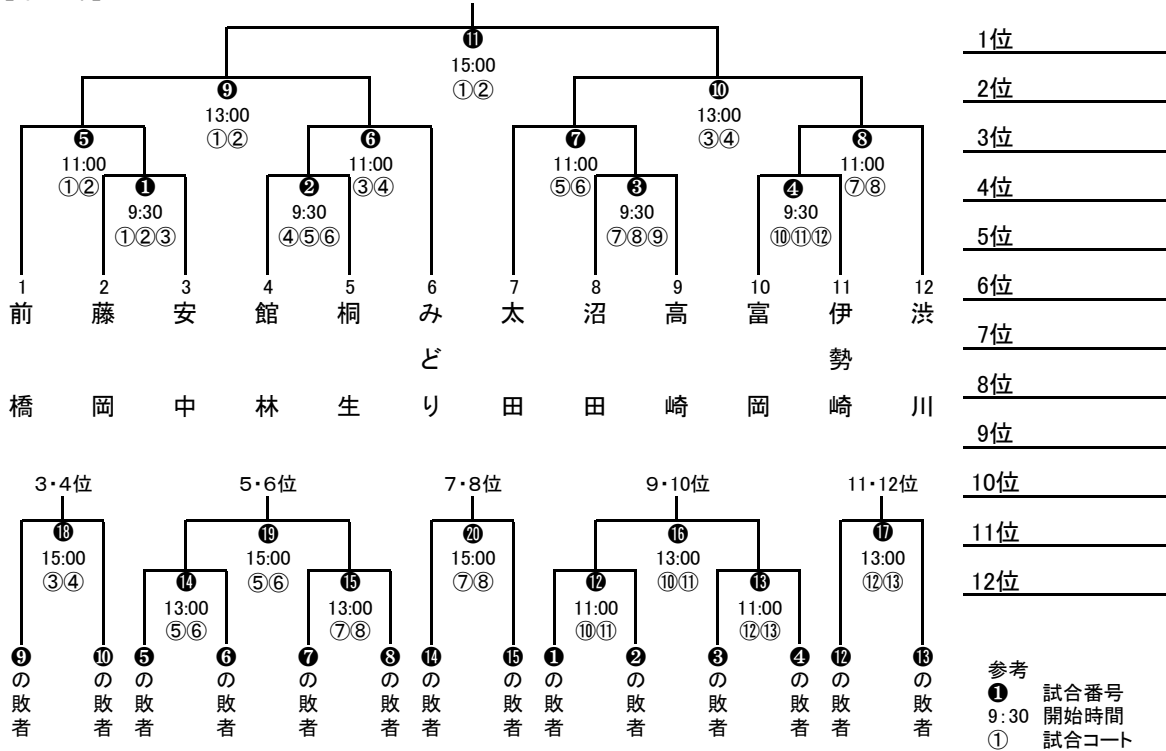 ⓫
15:00
①②
❾
13:00
①②
❿
13:00
③④
❺
11:00
①②
❻
11:00
③④
❼
11:00
⑤⑥
❽
11:00
⑦⑧
❶
9:30
①②③
❷
9:30
④⑤⑥
❸
9:30
⑦⑧⑨
❹
9:30
⑩⑪⑫
1 2 3 4 5 6 7 8 9 10 11 12
前橋
藤岡
安中
館林
桐生
みどり
太田
沼田
高崎
富岡
伊勢崎
渋川
1位
2位
3位
4位
5位
6位
7位
8位
9位
10位
11位
12位
3・4位
⓲
15:00
③④
❾の敗者
❿の敗者
5・6位
⓳
15:00
⑤⑥
⓮
13:00
⑤⑥
⓯
13:00
⑦⑧
❺の敗者
❻の敗者
❼の敗者
❽の敗者
7・8位
⓴
15:00
⑦⑧
⓮の敗者
⓯の敗者
9・10位
⓰
13:00
⑩⑪
⓬
11:00
⑩⑪
⓭
11:00
⑫⑬
❶の敗者
❷の敗者
❸の敗者
❹の敗者
11・12位
⓱
13:00
⑫⑬
⓬の敗者
⓭の敗者
参考
❶ 試合番号
9:30 開始時間
① 試合コート